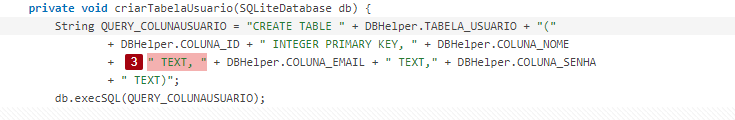 private void criarTabelaUsuario(SQLiteDatabase db) {
String QUERY_COLUNAUSUARIO = "CREATE TABLE " + DBHelper.TABELA_USUARIO + "("
+ DBHelper.COLUNA_ID + " INTEGER PRIMARY KEY, " + DBHelper.COLUNA_NOME
+ 3 " TEXT, " + DBHelper.COLUNA_EMAIL + " TEXT," + DBHelper.COLUNA_SENHA
+ " TEXT)";
db.execSQL(QUERY_COLUNAUSUARIO);